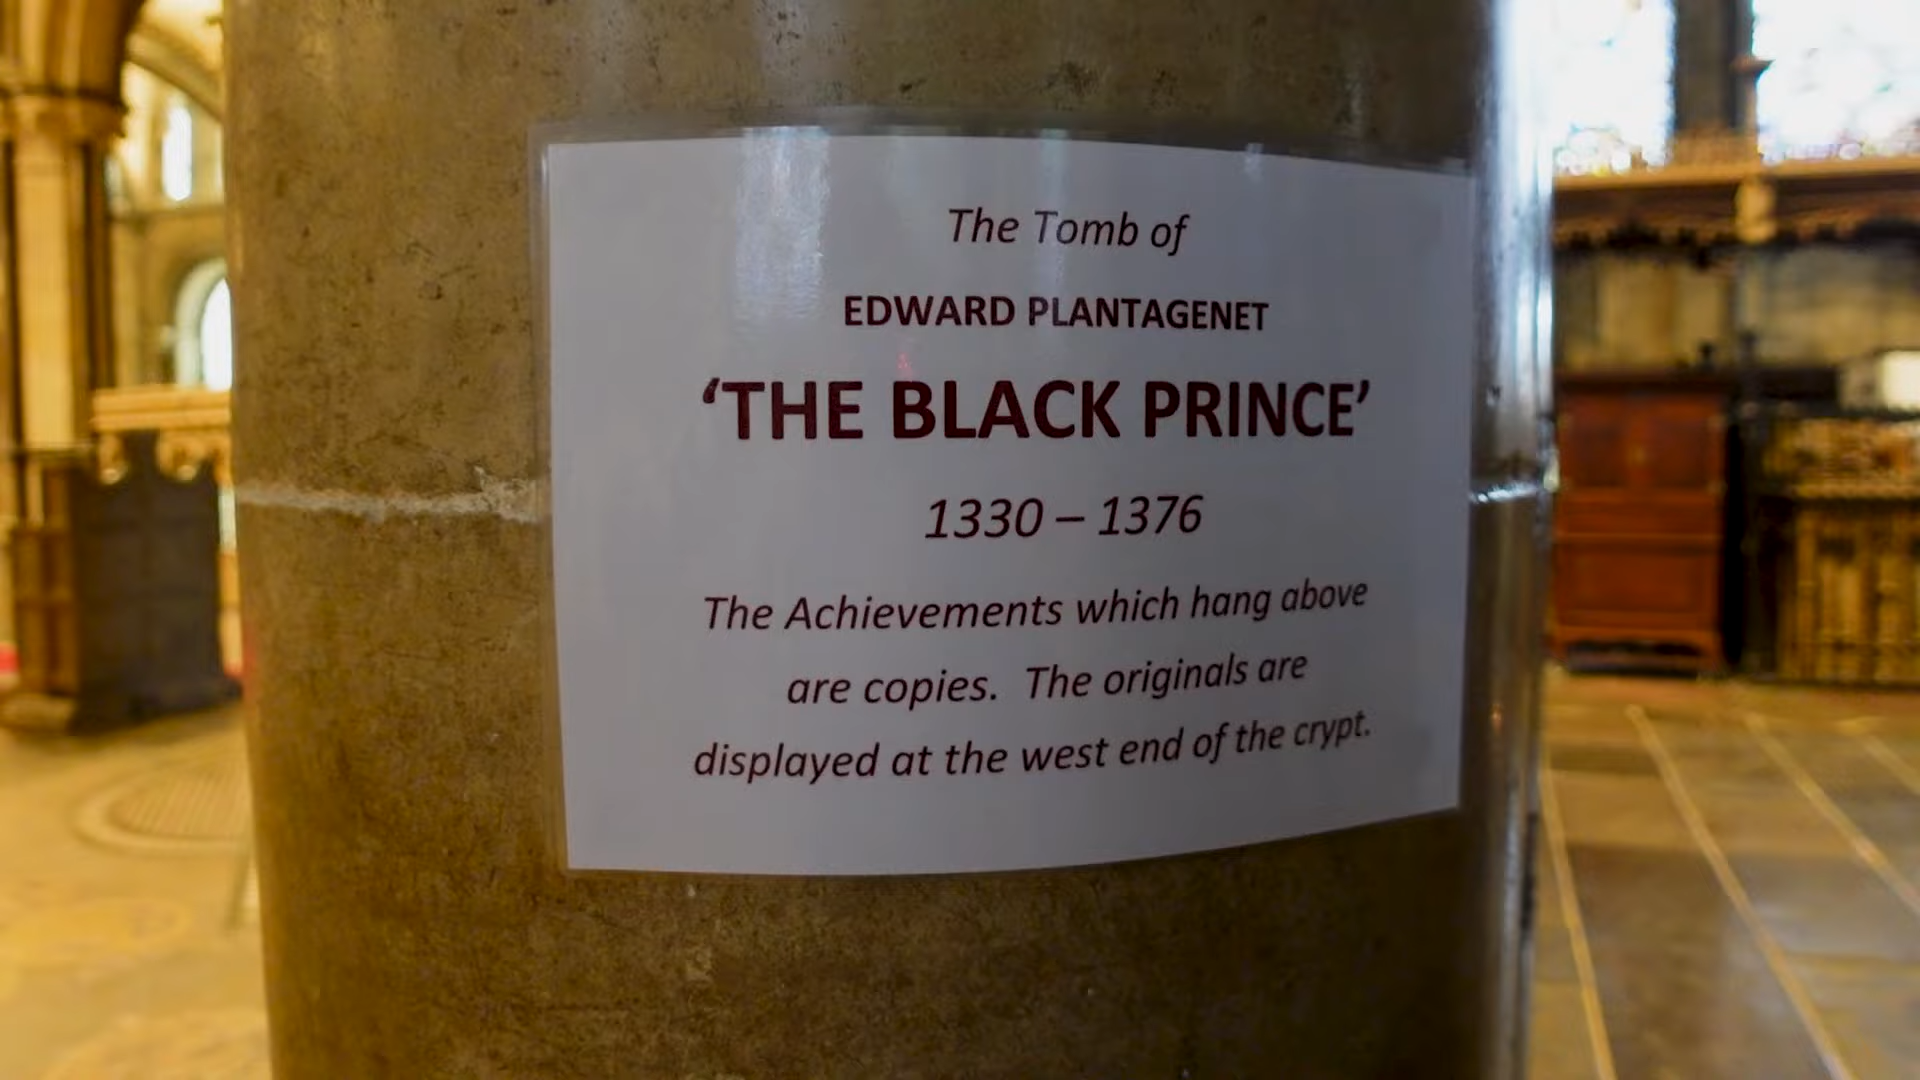 The Tomb of
EDWARD PLANTAGENET
‘THE BLACK PRINCE’
1330 – 1376
The Achievements which hang above
are copies. The originals are
displayed at the west end of the crypt.